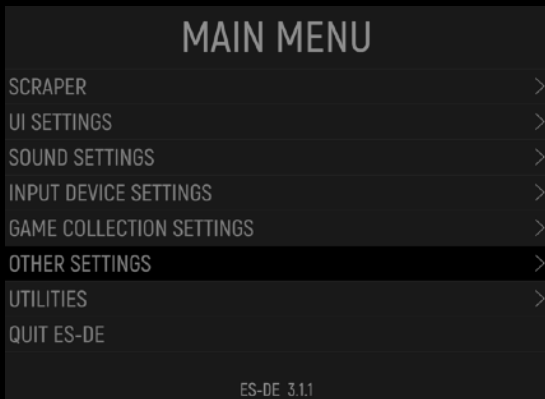 MAIN MENU
SCRAPER
UI SETTINGS
SOUND SETTINGS
INPUT DEVICE SETTINGS
GAME COLLECTION SETTINGS
OTHER SETTINGS
UTILITIES
QUIT ES-DE
ES-DE 3.1.1